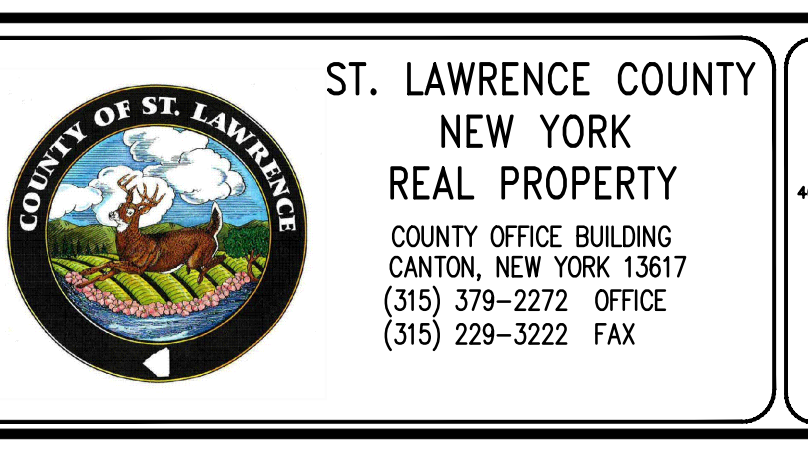 COUNTY OF ST. LAWRENCE
ST. LAWRENCE COUNTY
NEW YORK
REAL PROPERTY
COUNTY OFFICE BUILDING
CANTON, NEW YORK 13617
(315) 379-2272 OFFICE
(315) 229-3222 FAX